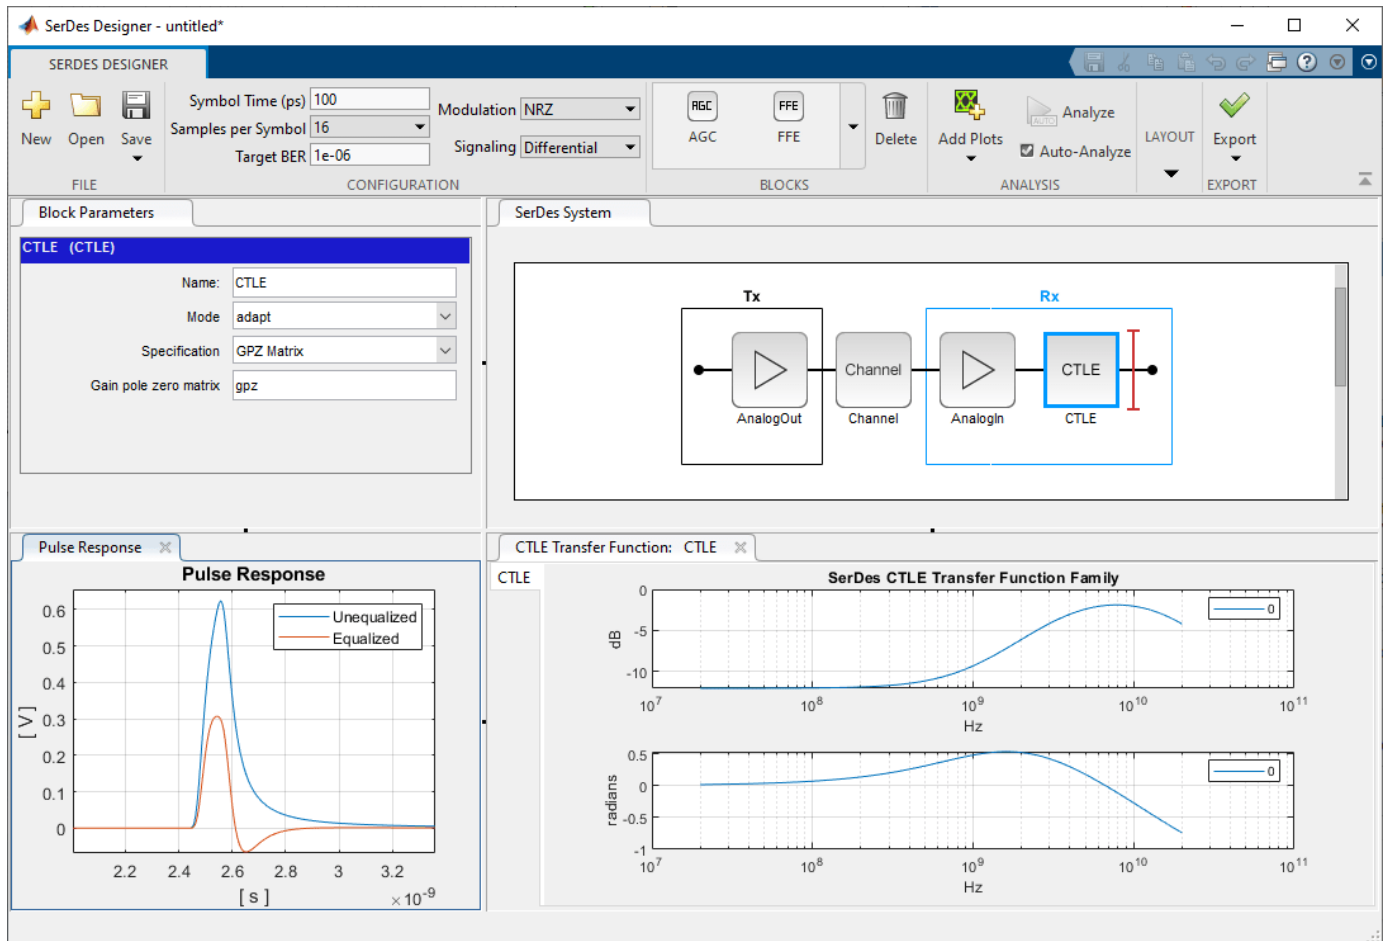 SerDes Designer - untitled*
SERDES DESIGNER
New
Open
Save
FILE
Symbol Time (ps) 100
Samples per Symbol 16
Target BER 1e-06
Modulation NRZ
Signaling Differential
CONFIGURATION
AGC
AGC
FFE
FFE
BLOCKS
Delete
Add Plots
AUTO
Analyze
Auto-Analyze
ANALYSIS
LAYOUT
Export
EXPORT
Block Parameters
CTLE (CTLE)
Name: CTLE
Mode adapt
Specification GPZ Matrix
Gain pole zero matrix gpz
SerDes System
Tx
Rx
Channel
CTLE
AnalogOut
Channel
AnalogIn
CTLE
Pulse Response
Pulse Response
Unequalized
Equalized
0.6
0.5
0.4
0.3
0.2
0.1
0
[ V ]
2.2 2.4 2.6 2.8 3 3.2
[ s ]
×10⁻⁹
CTLE Transfer Function: CTLE
CTLE
SerDes CTLE Transfer Function Family
0
0
-5
-10
dB
10⁷ 10⁸ 10⁹ 10¹⁰ 10¹¹
Hz
0
0.5
0
-0.5
-1
radians
10⁷ 10⁸ 10⁹ 10¹⁰ 10¹¹
Hz